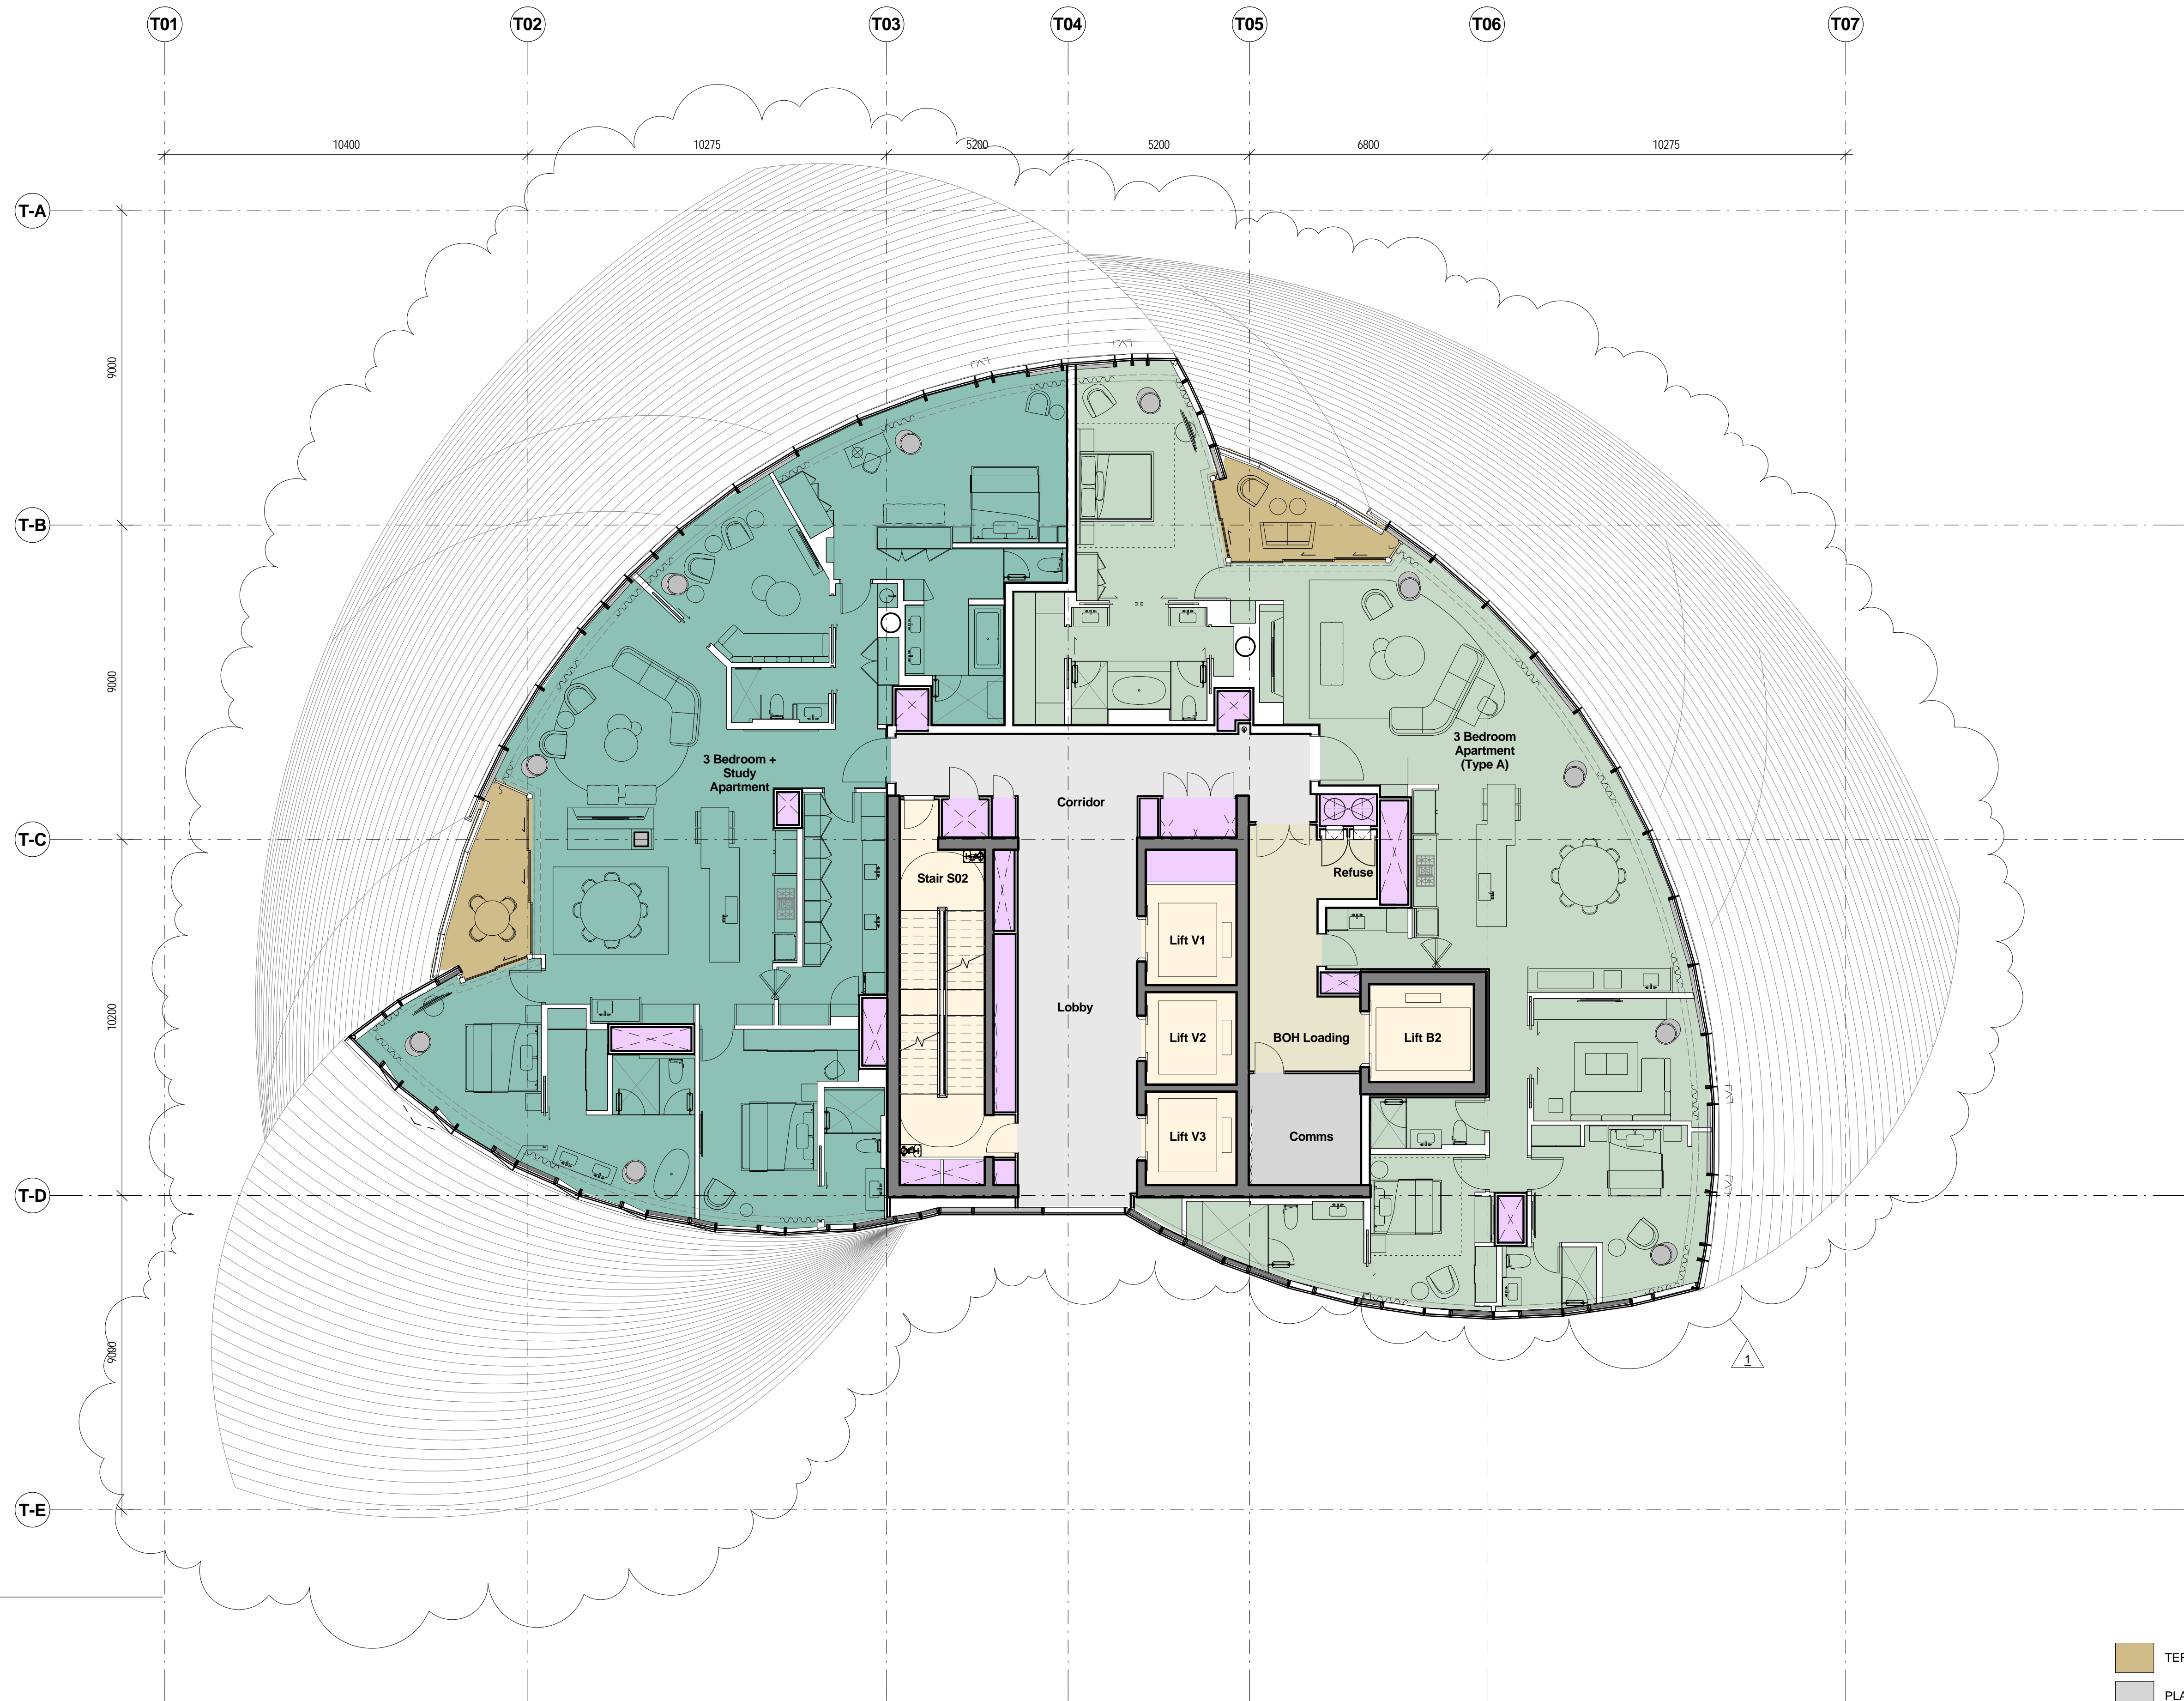 T01 T02 T03 T04 T05 T06 T07
10400 10275 5200 5200 6800 10275
T-A
9000
T-B
9000
3 Bedroom +
Study
Apartment
3 Bedroom
Apartment
(Type A)
Corridor
T-C
Stair S02
Refuse
Lift V1
10200
Lobby
Lift V2
BOH Loading
Lift B2
Lift V3
Comms
T-D
9090
1
T-E
TER
PLA